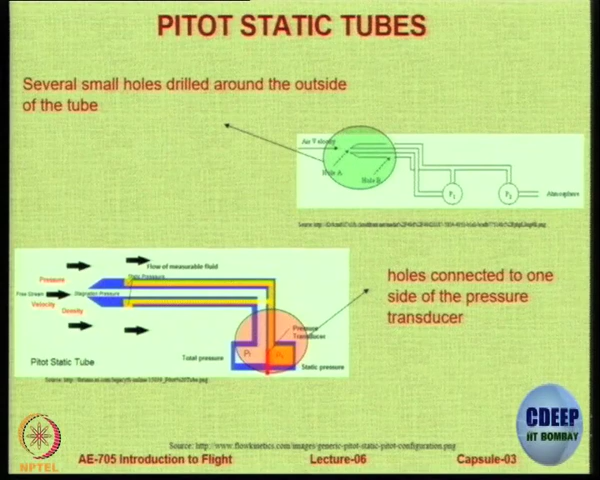 PITOT STATIC TUBES
Several small holes drilled around the outside
of the tube
Air Velocity
Hole A
Hole B
P1
P2
Atmosphere
Flow of measurable fluid
Static Pressure
Pressure
Free Stream
Stagnation Pressure
Velocity
Density
Pressure
Transducer
Total pressure
Static pressure
Pitot Static Tube
holes connected to one
side of the pressure
transducer
CDEEP
IIT BOMBAY
NPTEL
Source: http://www.flowkinetics.com/images/generic-pitot-static-pitot-configuration.png
AE-705 Introduction to Flight
Lecture-06
Capsule-03